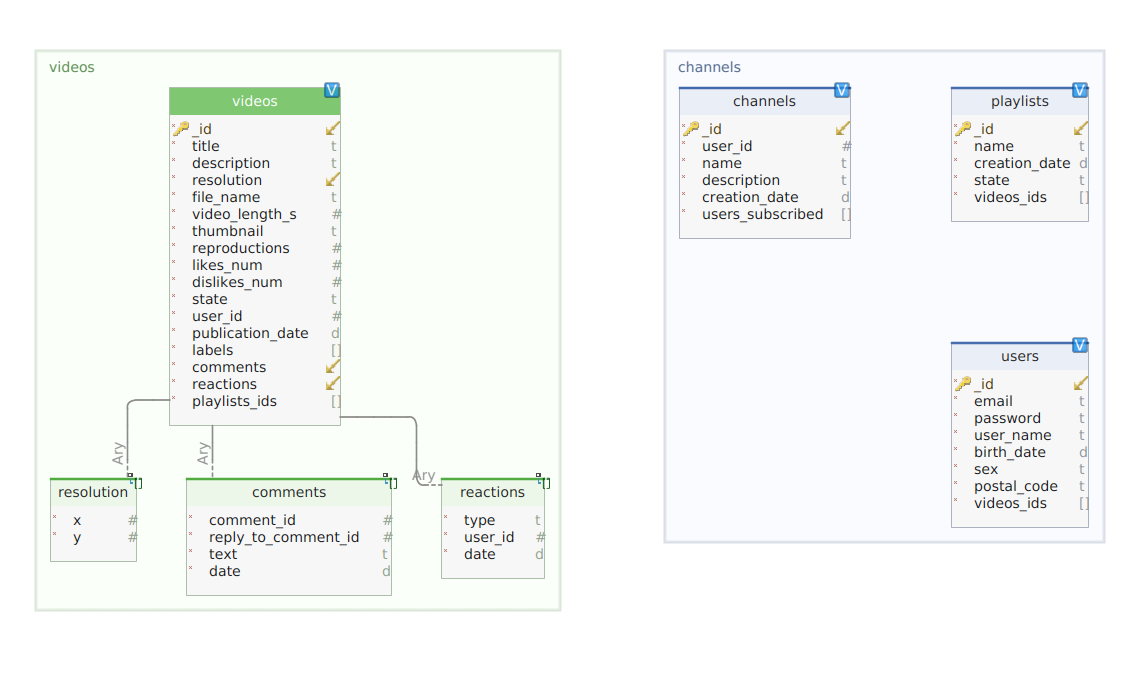 videos
videos
_id
title t
description t
resolution
file_name t
video_length_s #
thumbnail t
reproductions #
likes_num #
dislikes_num #
state t
user_id #
publication_date d
labels []
comments
reactions
playlists_ids []
Ary
Ary
Ary
resolution []
x #
y #
comments []
comment_id #
reply_to_comment_id #
text t
date d
reactions []
type t
user_id #
date d
channels
channels
_id
user_id #
name t
description t
creation_date d
users_subscribed []
playlists
_id
name t
creation_date d
state t
videos_ids []
users
_id
email t
password t
user_name t
birth_date d
sex t
postal_code t
videos_ids []